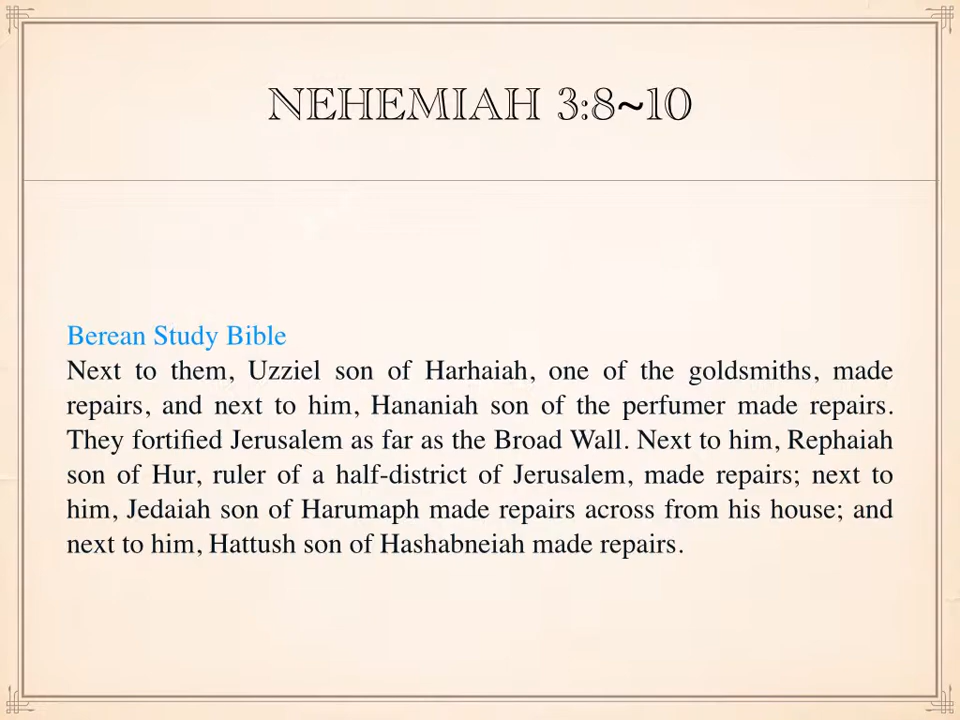 NEHEMIAH 3:8~10
Berean Study Bible
Next to them, Uzziel son of Harhaiah, one of the goldsmiths, made
repairs, and next to him, Hananiah son of the perfumer made repairs.
They fortified Jerusalem as far as the Broad Wall. Next to him, Rephaiah
son of Hur, ruler of a half-district of Jerusalem, made repairs; next to
him, Jedaiah son of Harumaph made repairs across from his house; and
next to him, Hattush son of Hashabneiah made repairs.